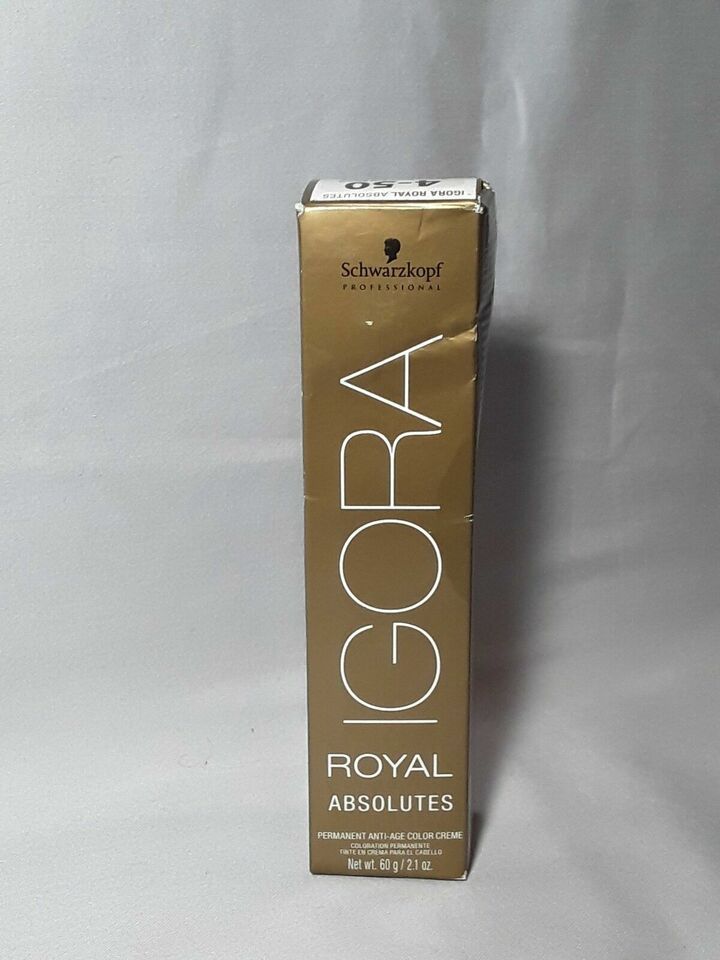 4-50
IGORA ROYAL ABSOLUTES
Schwarzkopf
PROFESSIONAL
IGORA
ROYAL
ABSOLUTES
PERMANENT ANTI-AGE COLOR CREME
COLORATION PERMANENTE
TINTE EN CREMA PARA EL CABELLO
Net wt. 60 g / 2.1 oz.